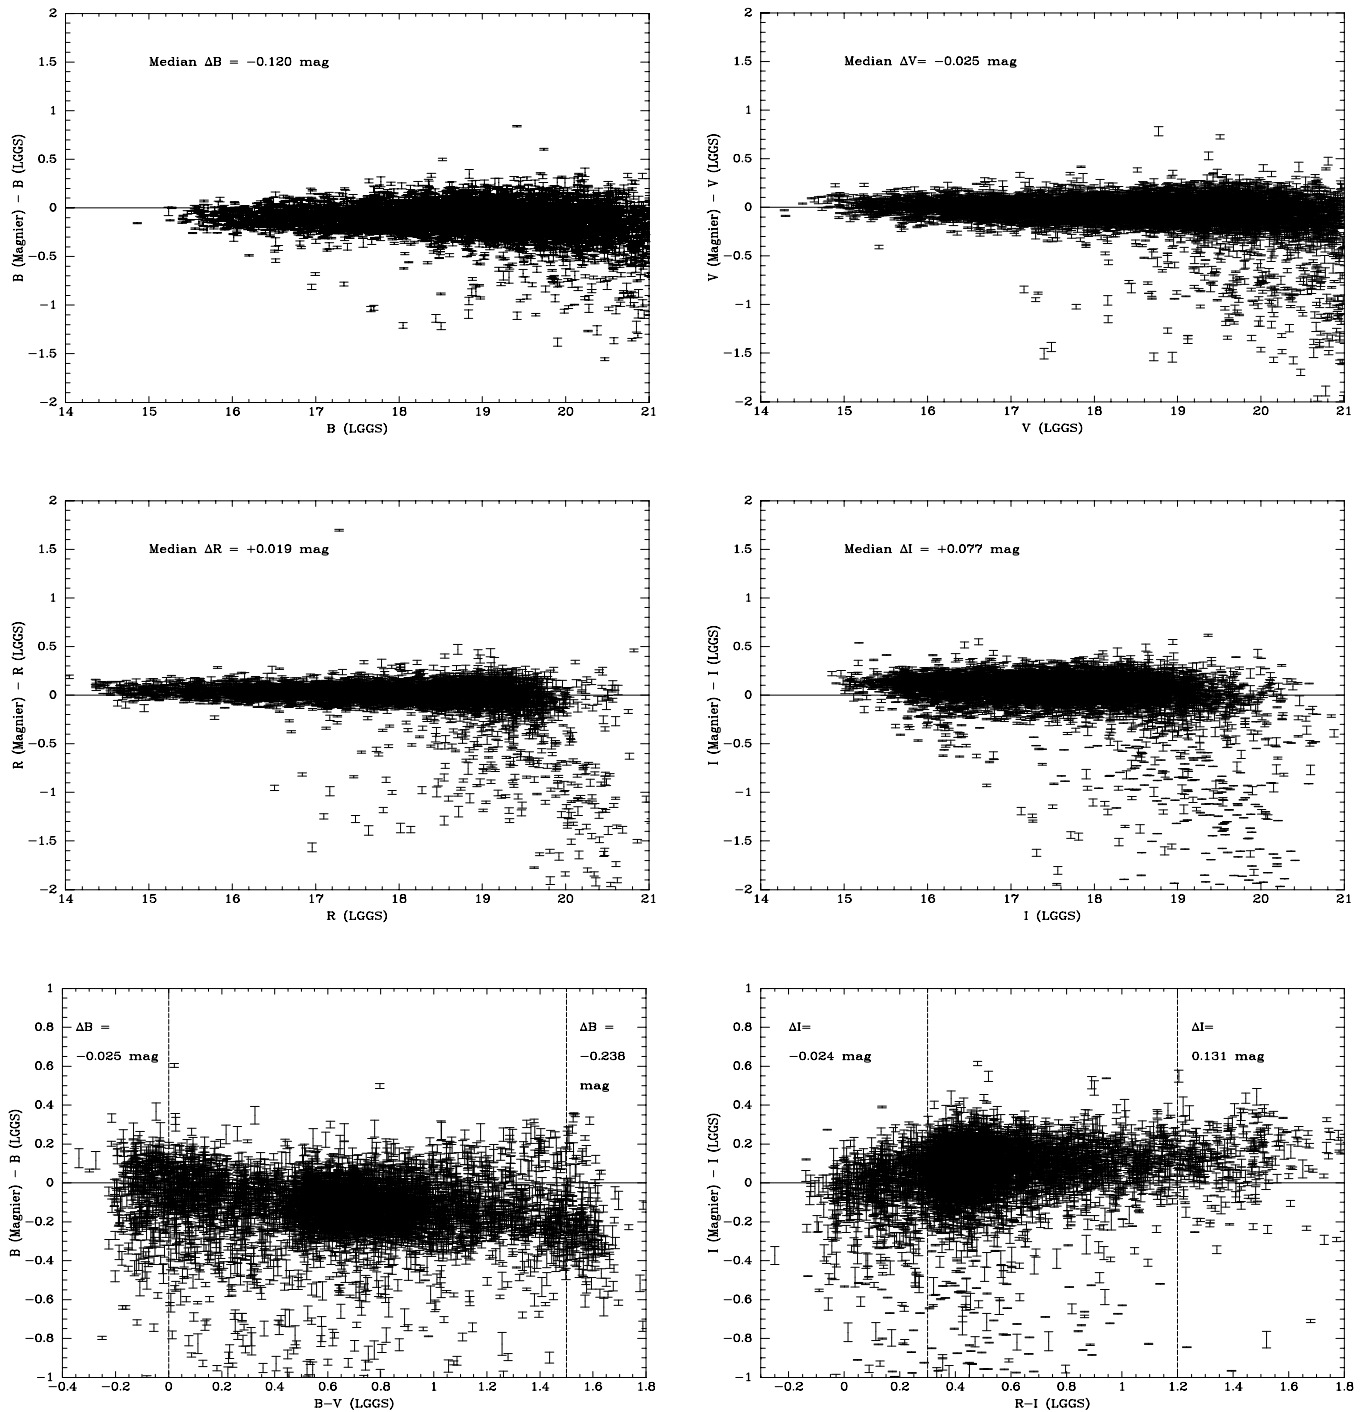 2
1.5
1
0.5
0
−0.5
−1
−1.5
−2
B (Magnier) − B (LGGS)
Median ΔB = −0.120 mag
14 15 16 17 18 19 20 21
B (LGGS)
2
1.5
1
0.5
0
−0.5
−1
−1.5
−2
V (Magnier) − V (LGGS)
Median ΔV= −0.025 mag
14 15 16 17 18 19 20 21
V (LGGS)
2
1.5
1
0.5
0
−0.5
−1
−1.5
−2
R (Magnier) − R (LGGS)
Median ΔR = +0.019 mag
14 15 16 17 18 19 20 21
R (LGGS)
2
1.5
1
0.5
0
−0.5
−1
−1.5
−2
I (Magnier) − I (LGGS)
Median ΔI = +0.077 mag
14 15 16 17 18 19 20 21
I (LGGS)
1
0.8
0.6
0.4
0.2
0
−0.2
−0.4
−0.6
−0.8
−1
B (Magnier) − B (LGGS)
ΔB =
−0.025 mag
ΔB =
−0.238
mag
−0.4 −0.2 0 0.2 0.4 0.6 0.8 1 1.2 1.4 1.6 1.8
B−V (LGGS)
1
0.8
0.6
0.4
0.2
0
−0.2
−0.4
−0.6
−0.8
−1
I (Magnier) − I (LGGS)
ΔI=
−0.024 mag
ΔI=
0.131 mag
−0.2 0 0.2 0.4 0.6 0.8 1 1.2 1.4 1.6 1.8
R−I (LGGS)